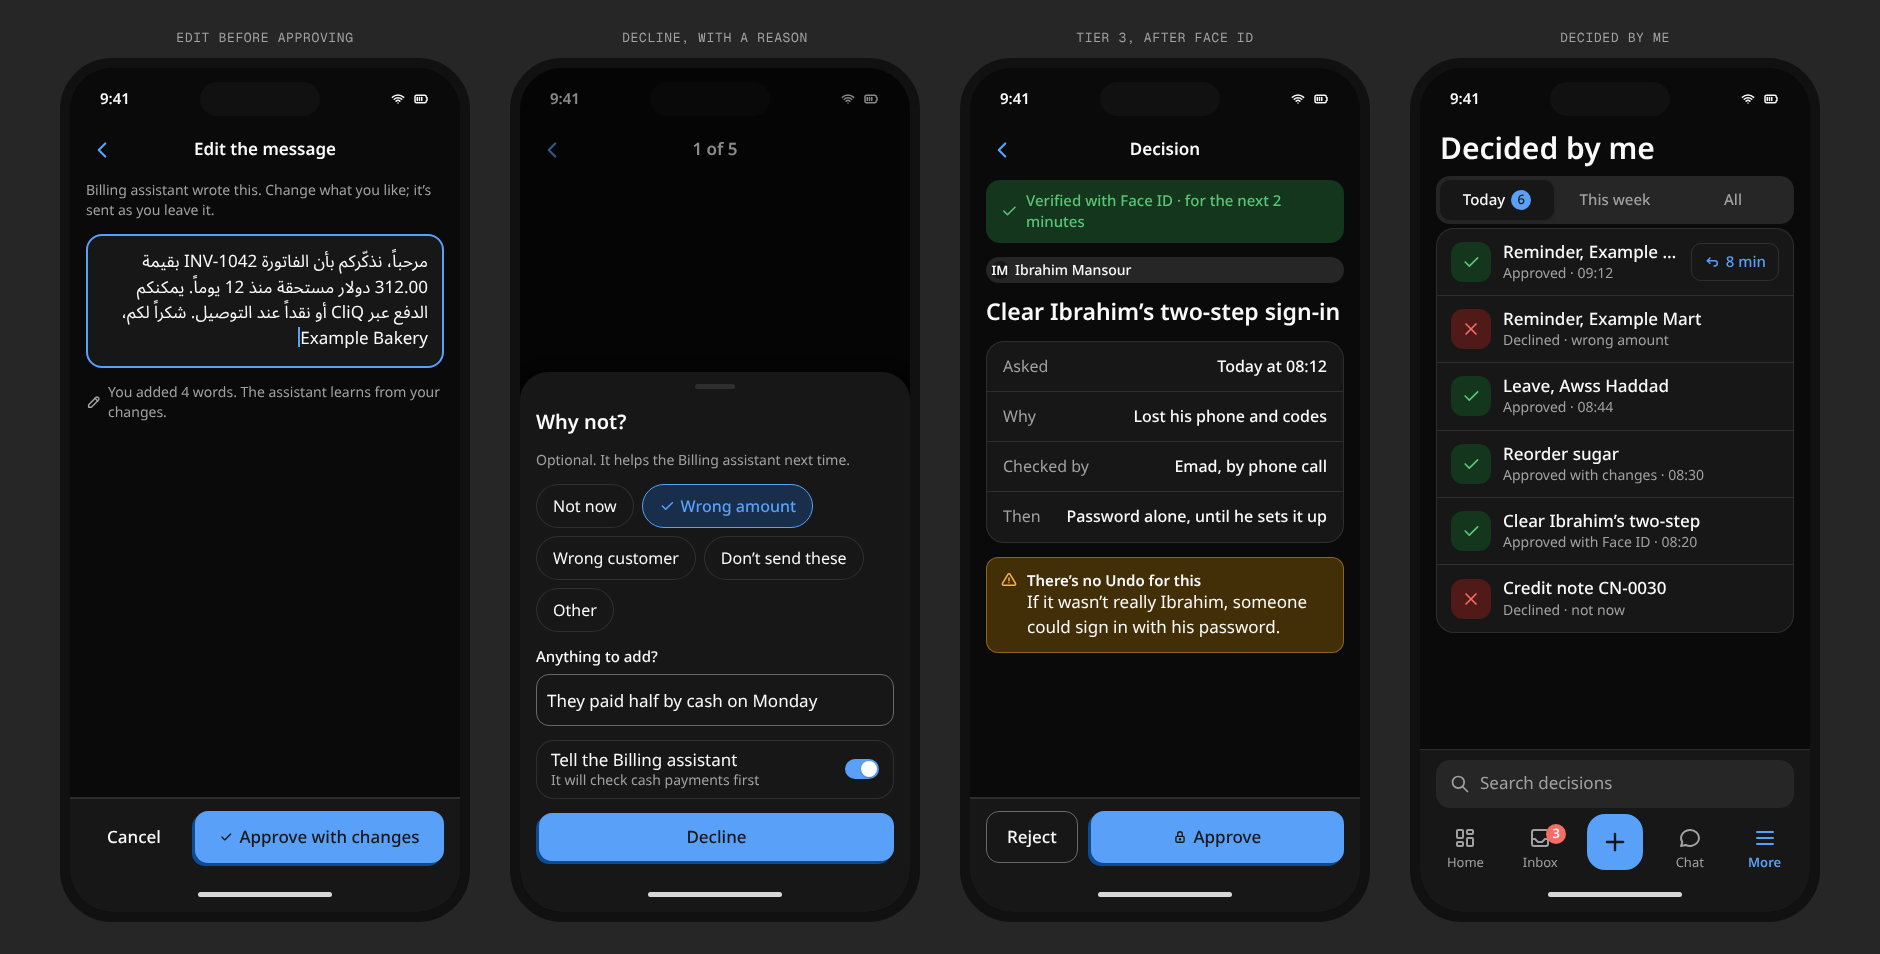 EDIT BEFORE APPROVING
9:41
Edit the message
Billing assistant wrote this. Change what you like; it’s
sent as you leave it.
مرحباً، نذكّركم بأن الفاتورة INV-1042 بقيمة
312.00 دولار مستحقة منذ 12 يوماً. يمكنكم
الدفع عبر CliQ أو نقداً عند التوصيل. شكراً لكم،
Example Bakery
You added 4 words. The assistant learns from your
changes.
Cancel
Approve with changes
DECLINE, WITH A REASON
9:41
1 of 5
Why not?
Optional. It helps the Billing assistant next time.
Not now
Wrong amount
Wrong customer
Don’t send these
Other
Anything to add?
They paid half by cash on Monday
Tell the Billing assistant
It will check cash payments first
Decline
TIER 3, AFTER FACE ID
9:41
Decision
Verified with Face ID · for the next 2
minutes
IM Ibrahim Mansour
Clear Ibrahim’s two-step sign-in
Asked Today at 08:12
Why Lost his phone and codes
Checked by Emad, by phone call
Then Password alone, until he sets it up
There’s no Undo for this
If it wasn’t really Ibrahim, someone
could sign in with his password.
Reject
Approve
DECIDED BY ME
9:41
Decided by me
Today 6
This week
All
Reminder, Example ...
Approved · 09:12
8 min
Reminder, Example Mart
Declined · wrong amount
Leave, Awss Haddad
Approved · 08:44
Reorder sugar
Approved with changes · 08:30
Clear Ibrahim’s two-step
Approved with Face ID · 08:20
Credit note CN-0030
Declined · not now
Search decisions
Home
Inbox 3
Chat
More